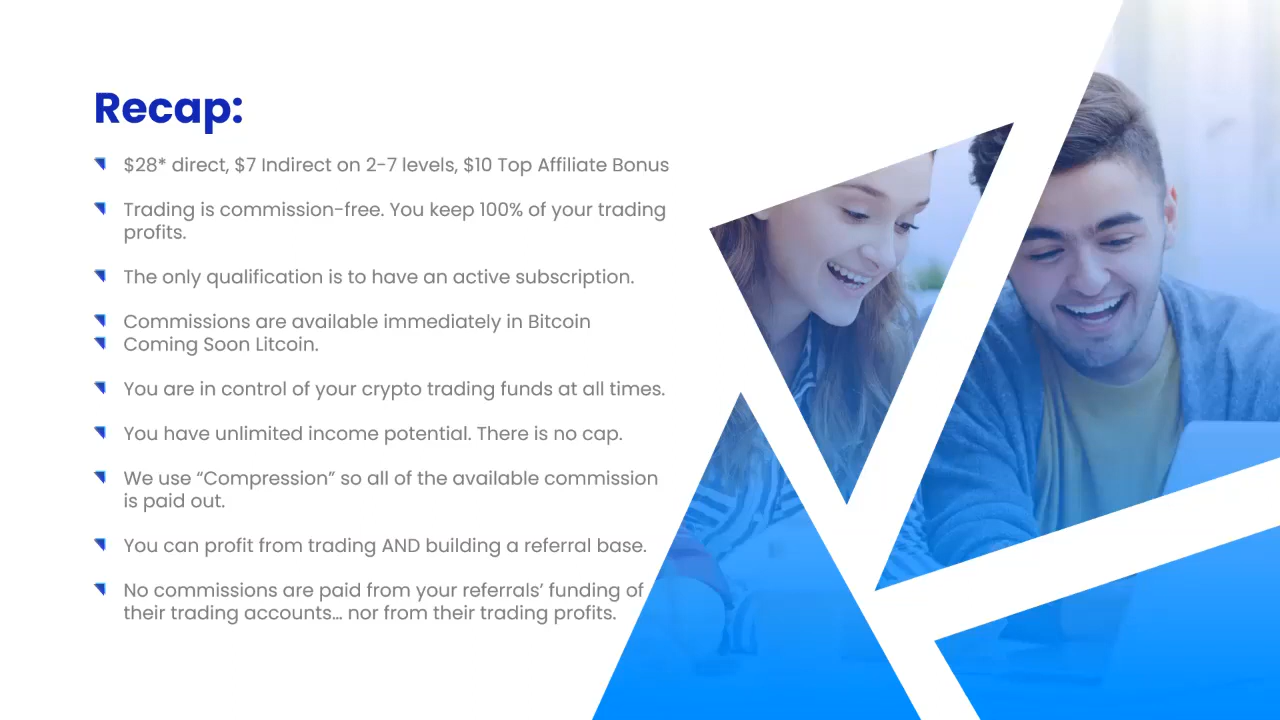 Recap:
$28* direct, $7 Indirect on 2-7 levels, $10 Top Affiliate Bonus
Trading is commission-free. You keep 100% of your trading
profits.
The only qualification is to have an active subscription.
Commissions are available immediately in Bitcoin
Coming Soon Litcoin.
You are in control of your crypto trading funds at all times.
You have unlimited income potential. There is no cap.
We use “Compression” so all of the available commission
is paid out.
You can profit from trading AND building a referral base.
No commissions are paid from your referrals’ funding of
their trading accounts… nor from their trading profits.